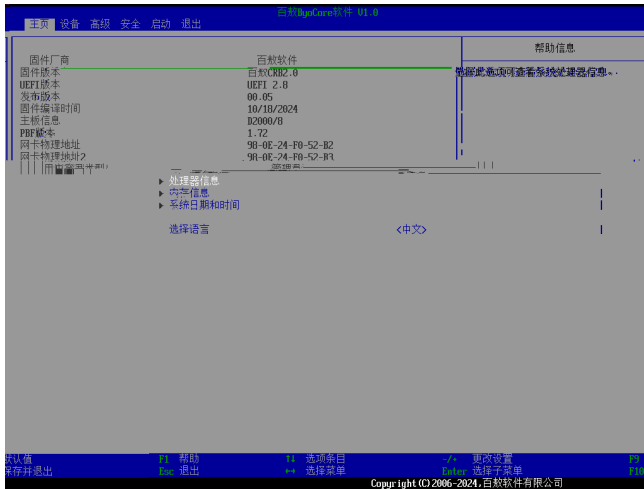 百敖ByoCore软件 V1.0
主页 设备 高级 安全 启动 退出
帮助信息
固件厂商 百敖软件
固件版本 百敖CRB2.0
UEFI版本 UEFI 2.8
发布版本 00.05
固件编译时间 10/18/2024
主板信息 D2000/8
PBF版本 1.72
网卡物理地址 98-0E-24-F0-52-B2
网卡物理地址2 98-0E-24-F0-52-B3
处理器信息
内存信息
系统日期和时间
选择语言 <中文>
默认值 F1 帮助 ↑↓ 选项条目 -/+ 更改设置 F9
保存并退出 Esc 退出 ↔ 选择菜单 Enter 选择子菜单 F10
Copyright(C)2006-2024,百敖软件有限公司